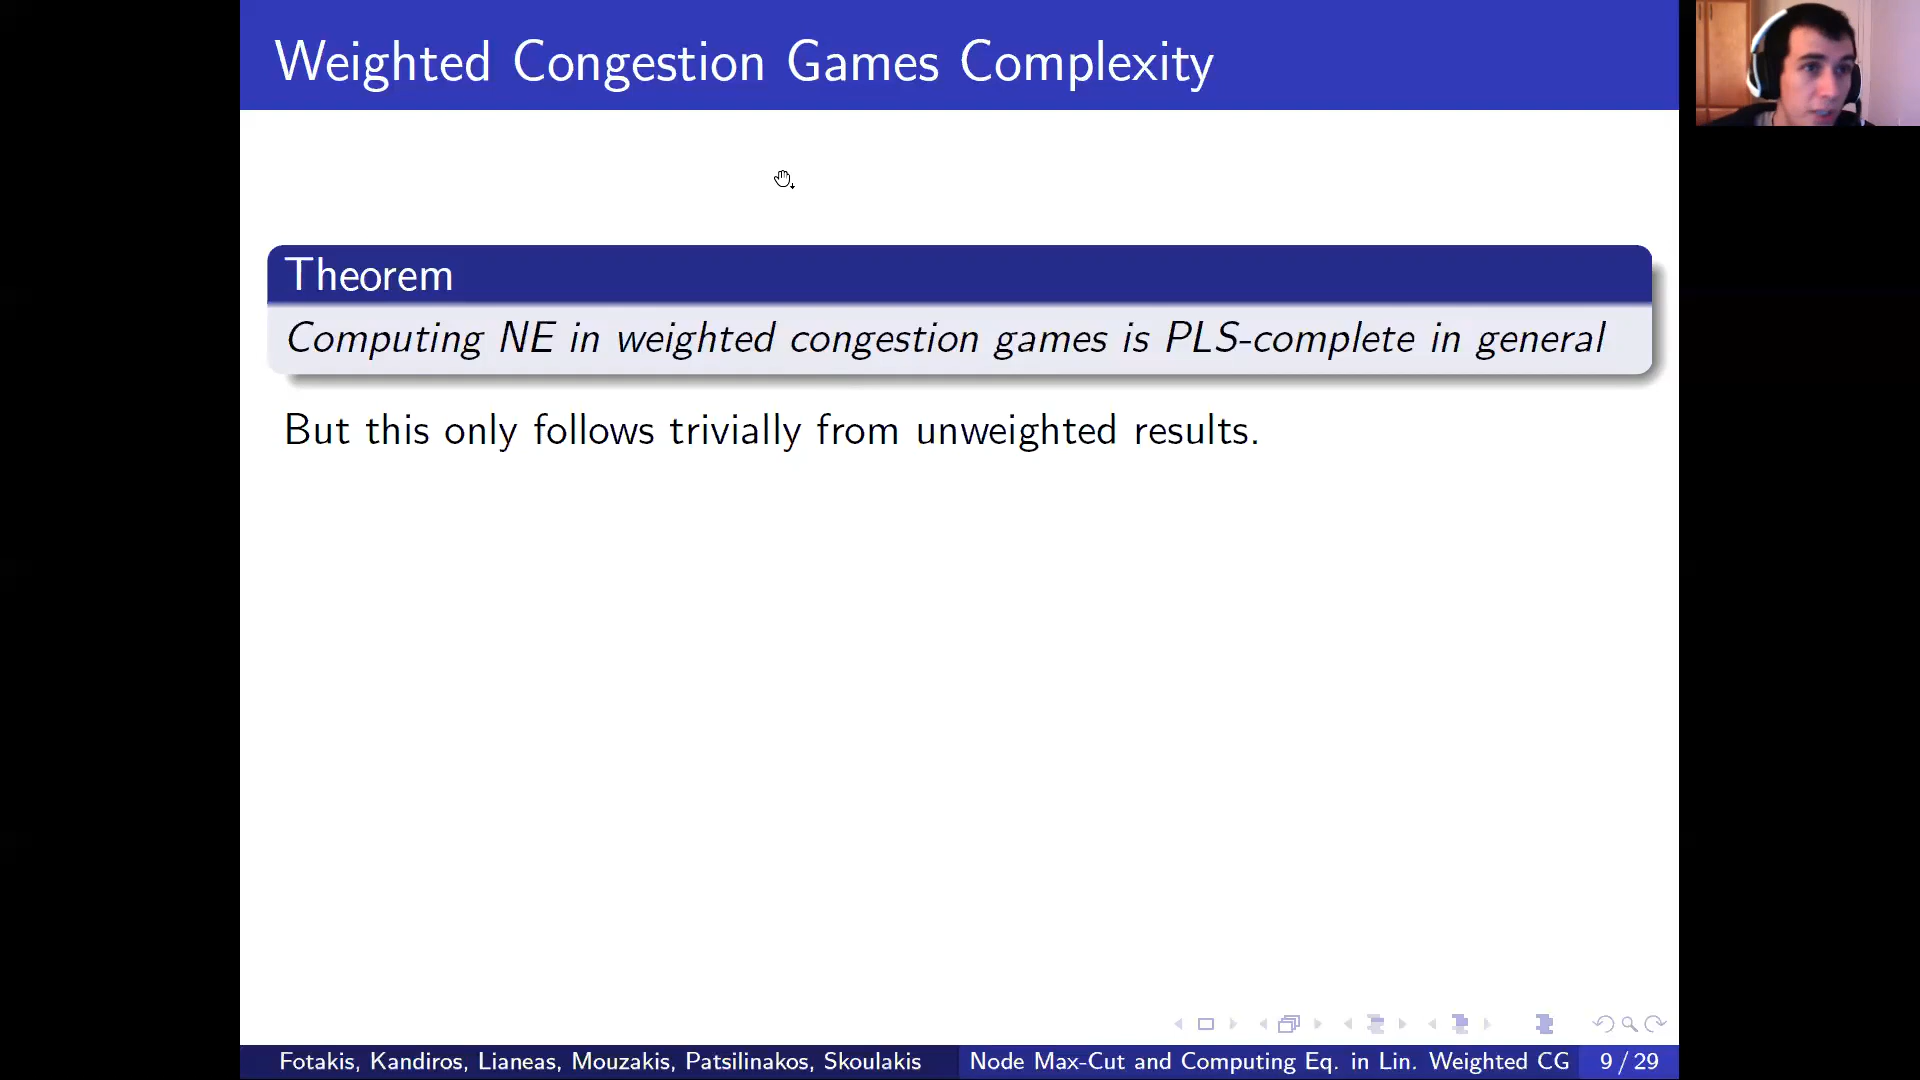 Weighted Congestion Games Complexity
Theorem
Computing NE in weighted congestion games is PLS-complete in general
But this only follows trivially from unweighted results.
Fotakis, Kandiros, Lianeas, Mouzakis, Patsilinakos, Skoulakis
Node Max-Cut and Computing Eq. in Lin. Weighted CG
9 / 29